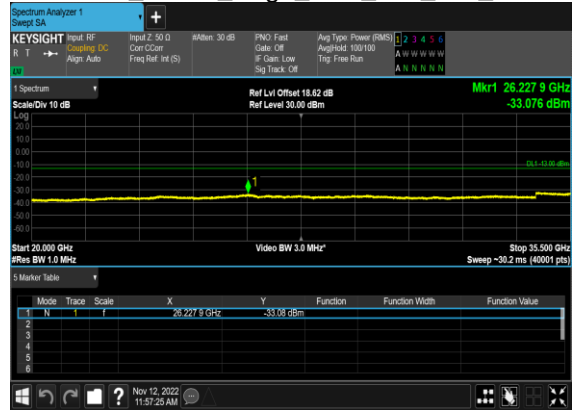 Spectrum Analyzer 1
Swept SA
+
KEYSIGHT
R T
LW
Input: RF
Coupling: DC
Align: Auto
Input Z: 50 Ω
Corr CCorr
Freq Ref: Int (S)
#Atten: 30 dB
PNO: Fast
Gate: Off
IF Gain: Low
Sig Track: Off
Avg Type: Power (RMS)
Avg|Hold: 100/100
Trig: Free Run
1 2 3 4 5 6
A W W W W W
A N N N N N
1 Spectrum
Scale/Div 10 dB
Ref Lvl Offset 18.62 dB
Ref Level 30.00 dBm
Mkr1 26.227 9 GHz
-33.076 dBm
Log
20.0
10.0
0.00
-10.0
-20.0
-30.0
-40.0
-50.0
-60.0
DL1 -13.00 dBm
1
Start 20.000 GHz
#Res BW 1.0 MHz
Video BW 3.0 MHz*
Stop 35.500 GHz
Sweep ~30.2 ms (40001 pts)
5 Marker Table
Mode Trace Scale X Y Function Function Width Function Value
1 N 1 f 26.227 9 GHz -33.08 dBm
2
3
4
5
6
?
Nov 12, 2022
11:57:25 AM